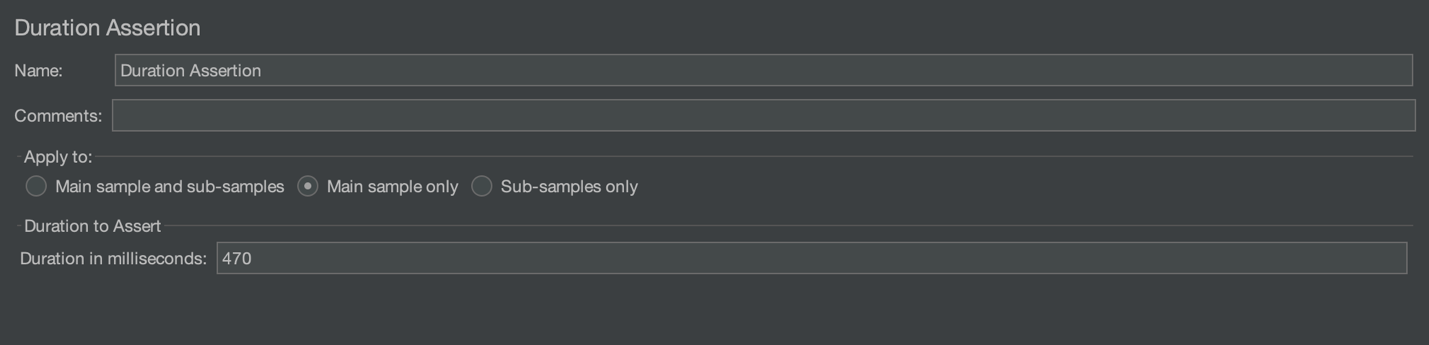 Duration Assertion
Name: Duration Assertion
Comments:
Apply to:
Main sample and sub-samples Main sample only Sub-samples only
Duration to Assert
Duration in milliseconds: 470